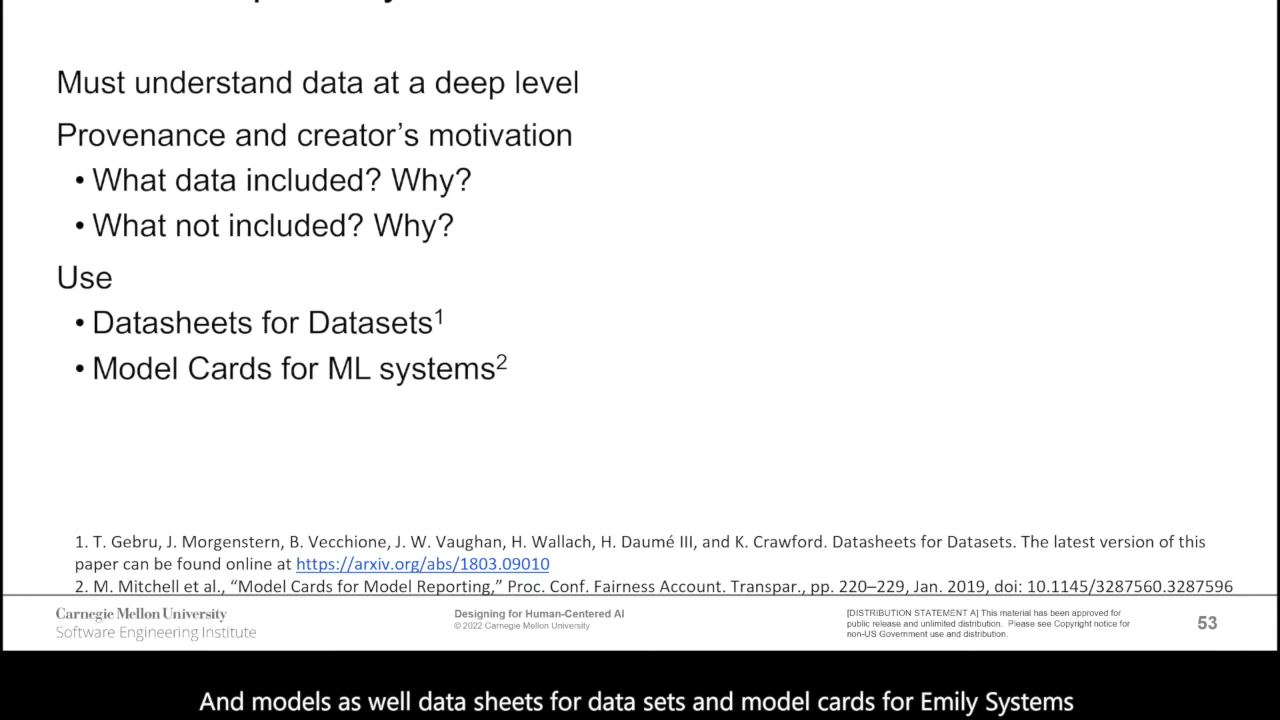 Must understand data at a deep level
Provenance and creator's motivation
• What data included? Why?
• What not included? Why?
Use
• Datasheets for Datasets1
• Model Cards for ML systems2
1. T. Gebru, J. Morgenstern, B. Vecchione, J. W. Vaughan, H. Wallach, H. Daumé III, and K. Crawford. Datasheets for Datasets. The latest version of this
paper can be found online at https://arxiv.org/abs/1803.09010
2. M. Mitchell et al., “Model Cards for Model Reporting,” Proc. Conf. Fairness Account. Transpar., pp. 220–229, Jan. 2019, doi: 10.1145/3287560.3287596
Carnegie Mellon University
Software Engineering Institute
Designing for Human-Centered AI
© 2022 Carnegie Mellon University
[DISTRIBUTION STATEMENT A] This material has been approved for
public release and unlimited distribution. Please see Copyright notice for
non-US Government use and distribution.
53
And models as well data sheets for data sets and model cards for Emily Systems